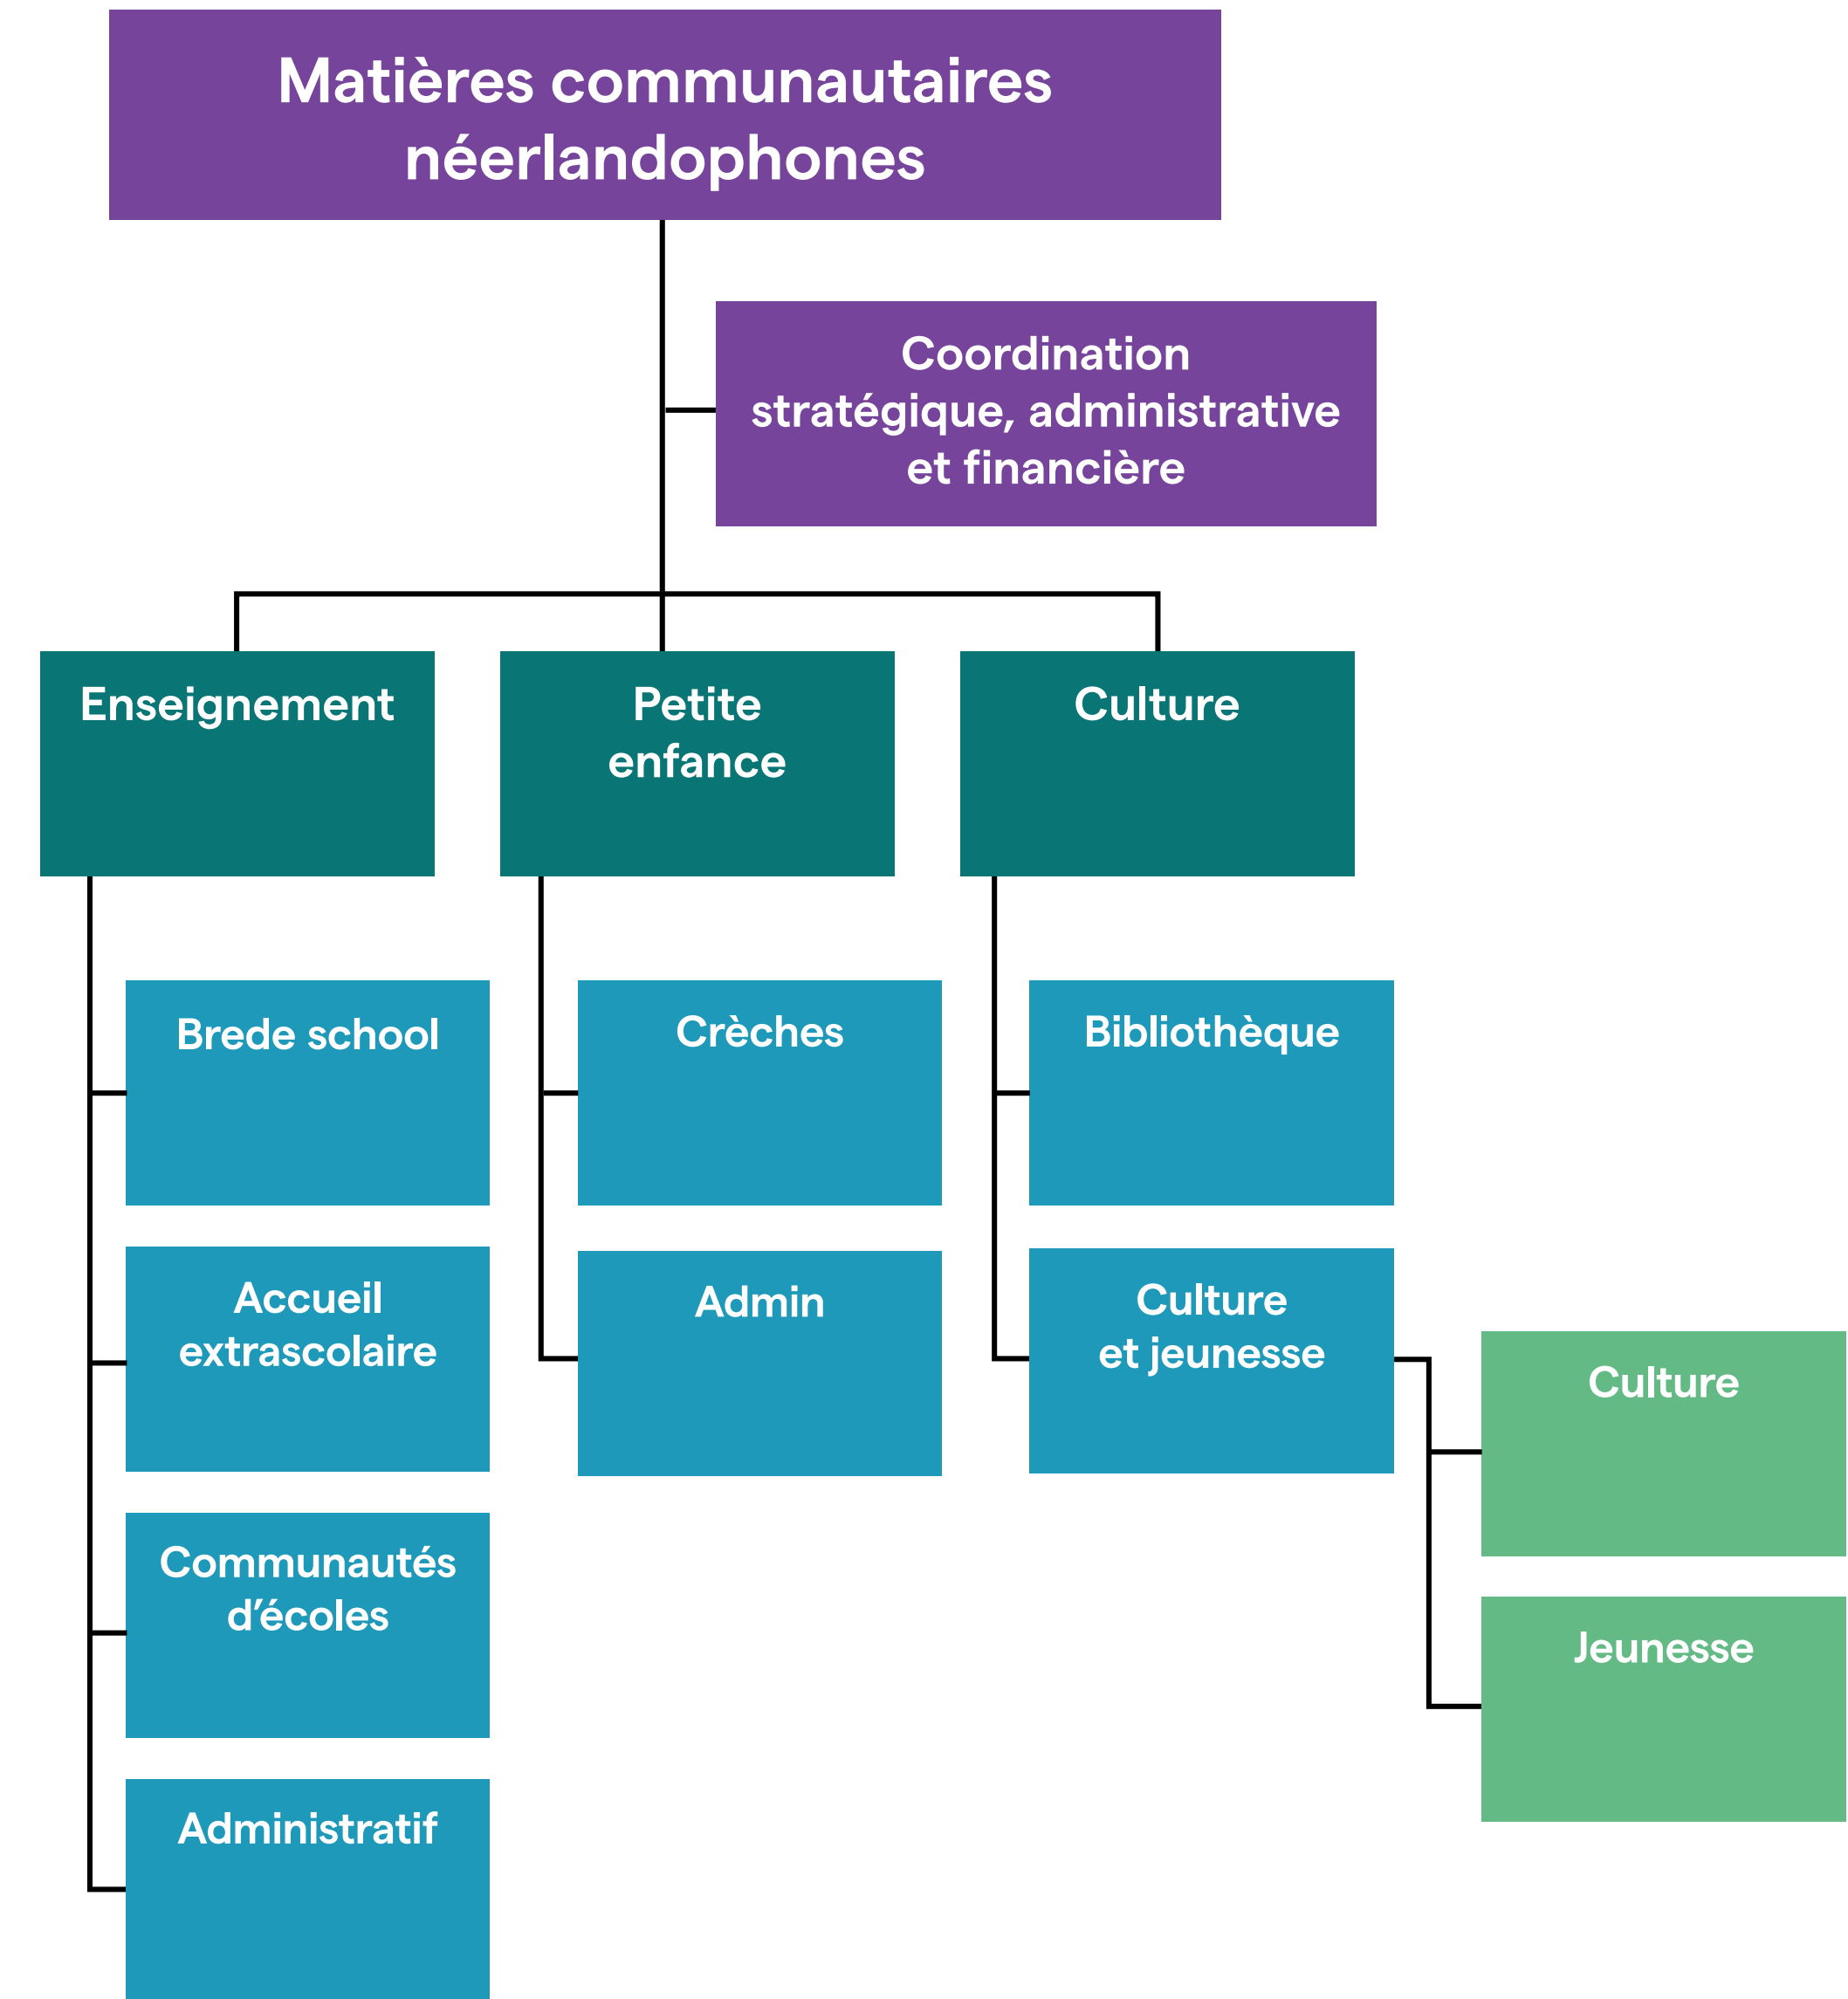 Matières communautaires
néerlandophones
Coordination
stratégique, administrative
et financière
Enseignement
Petite
enfance
Culture
Brede school
Accueil
extrascolaire
Communautés
d’écoles
Administratif
Crèches
Admin
Bibliothèque
Culture
et jeunesse
Culture
Jeunesse